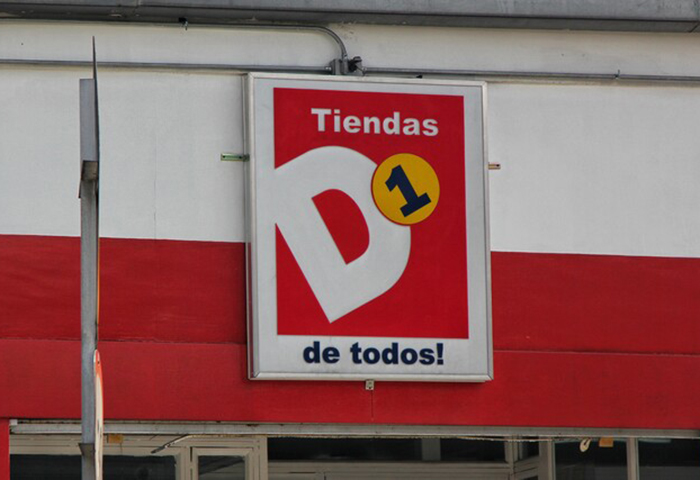 Tiendas
D1
de todos!